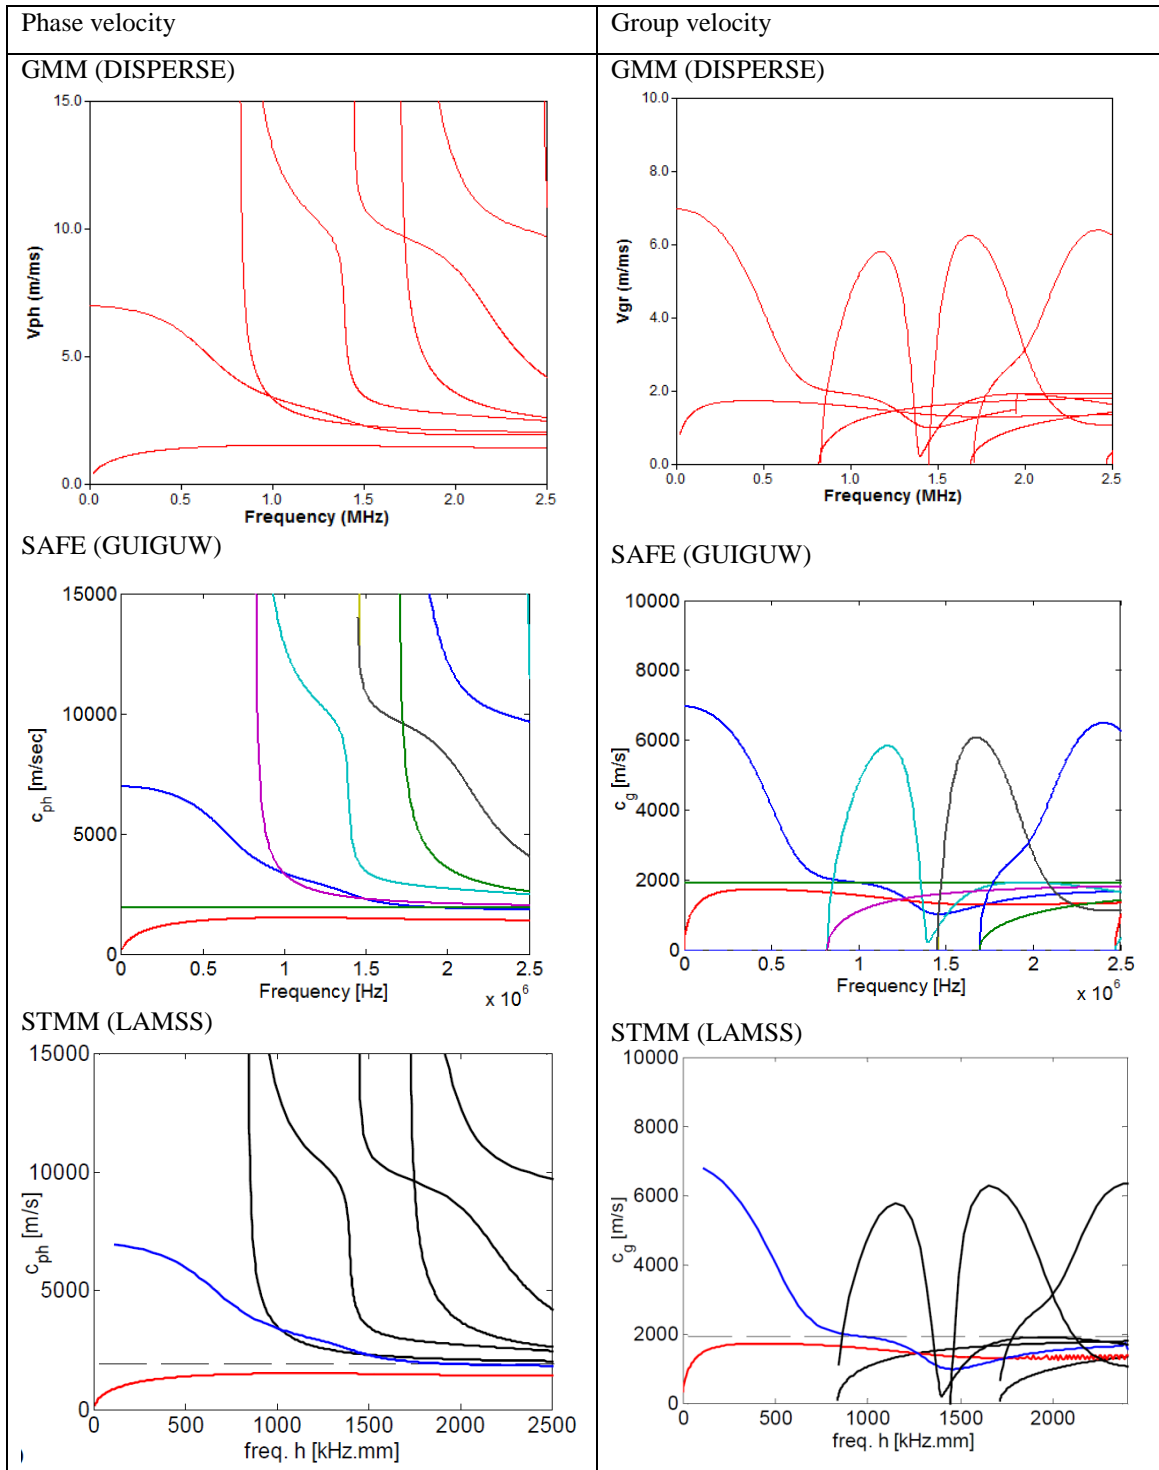 Phase velocity
Group velocity
GMM (DISPERSE)
15.0
10.0
5.0
0.0
Vph (m/ms)
0.0 0.5 1.0 1.5 2.0 2.5
Frequency (MHz)
GMM (DISPERSE)
10.0
8.0
6.0
4.0
2.0
0.0
Vgr (m/ms)
0.0 0.5 1.0 1.5 2.0 2.5
Frequency (MHz)
SAFE (GUIGUW)
15000
10000
5000
0
c_ph [m/sec]
0 0.5 1 1.5 2 2.5
Frequency [Hz]
x 10^6
SAFE (GUIGUW)
10000
8000
6000
4000
2000
0
c_g [m/s]
0 0.5 1 1.5 2 2.5
Frequency [Hz]
x 10^6
STMM (LAMSS)
15000
10000
5000
0
c_ph [m/s]
0 500 1000 1500 2000 2500
freq. h [kHz.mm]
)
STMM (LAMSS)
10000
8000
6000
4000
2000
0
c_g [m/s]
0 500 1000 1500 2000
freq. h [kHz.mm]